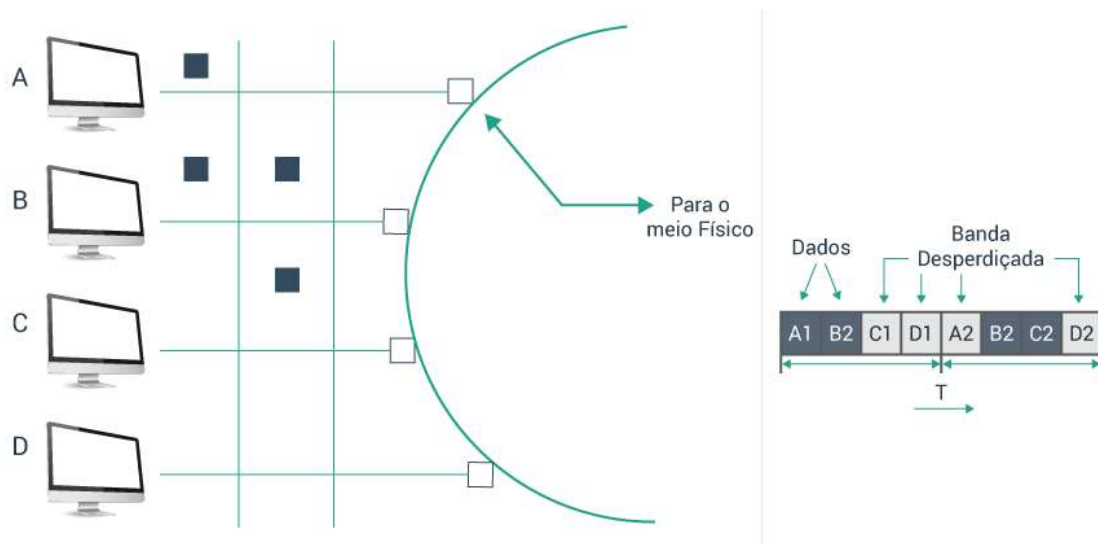 A
B
C
D
Para o
meio Físico
Dados
Banda
Desperdiçada
A1 B2 C1 D1 A2 B2 C2 D2
T